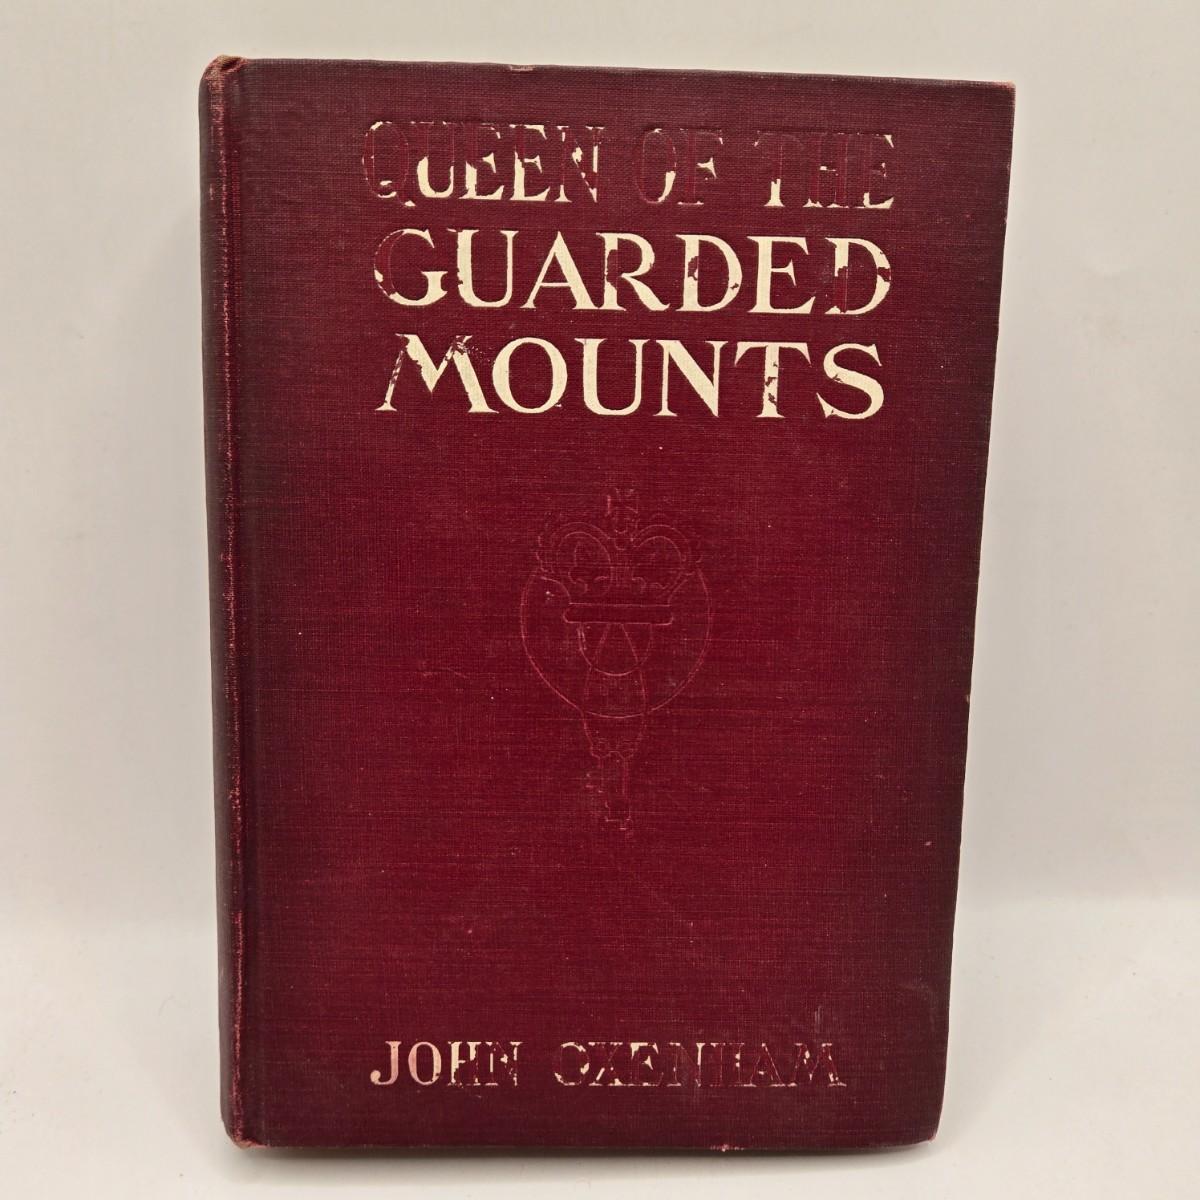 QUEEN OF THE
GUARDED
MOUNTS
JOHN OXENHAM